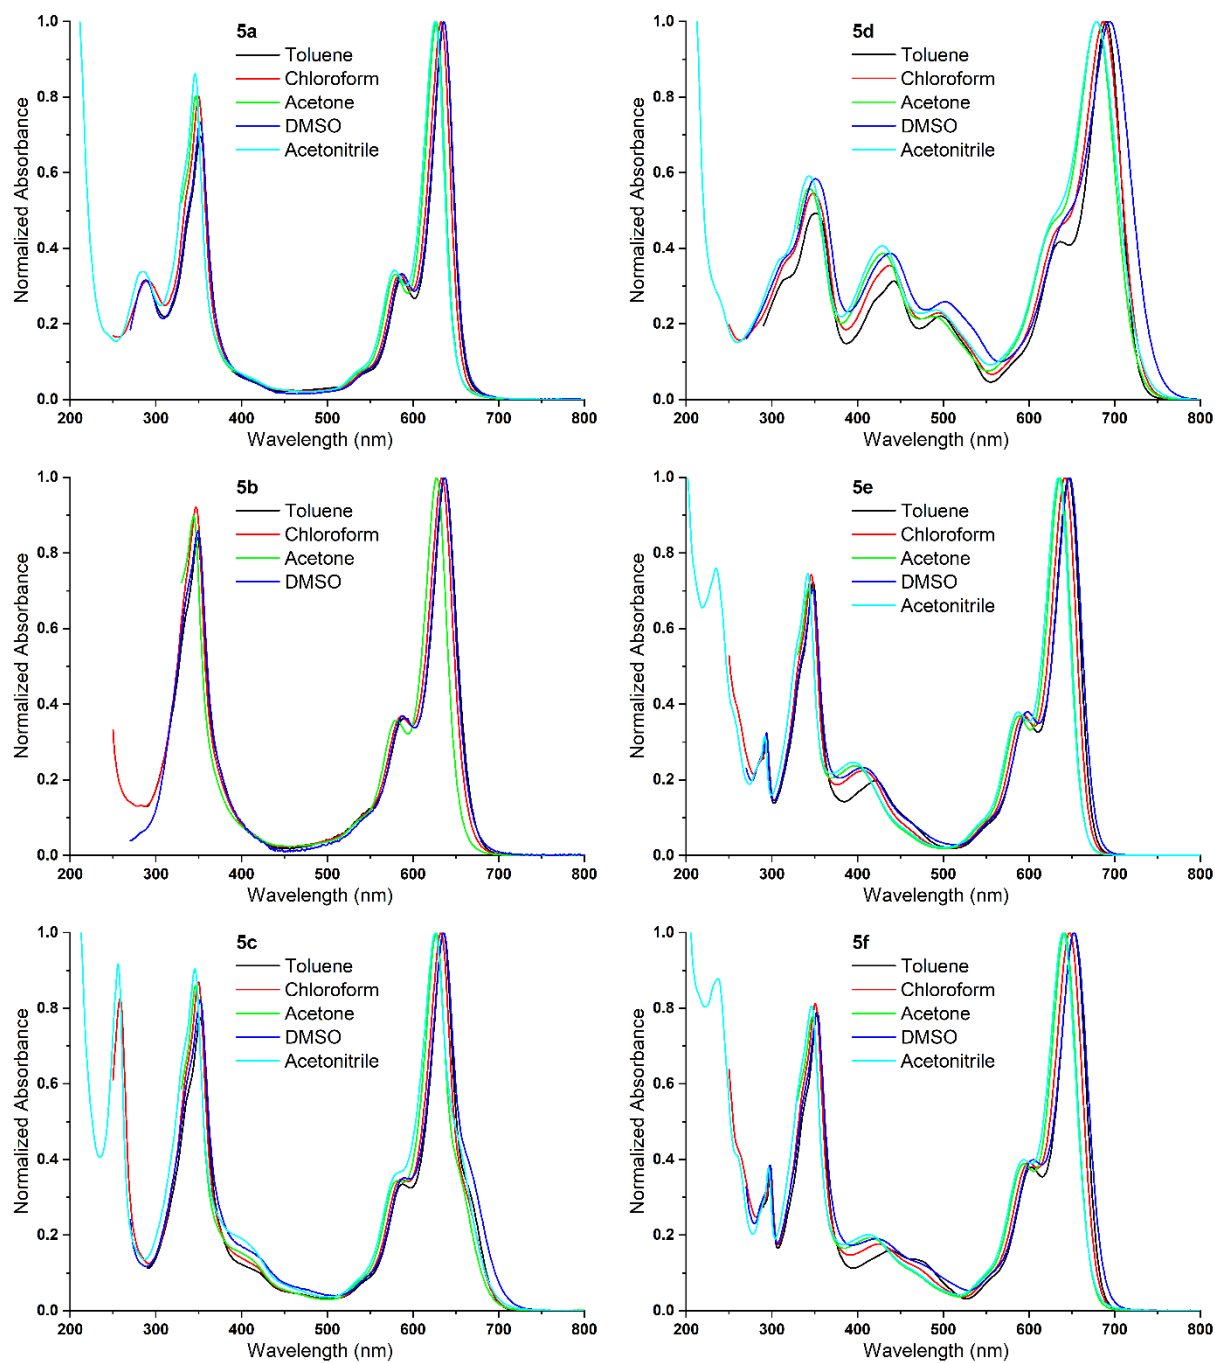 5a
Toluene
Chloroform
Acetone
DMSO
Acetonitrile
Normalized Absorbance
1.0
0.8
0.6
0.4
0.2
0.0
200 300 400 500 600 700 800
Wavelength (nm)
5d
Toluene
Chloroform
Acetone
DMSO
Acetonitrile
Normalized Absorbance
1.0
0.8
0.6
0.4
0.2
0.0
200 300 400 500 600 700 800
Wavelength (nm)
5b
Toluene
Chloroform
Acetone
DMSO
Normalized Absorbance
1.0
0.8
0.6
0.4
0.2
0.0
200 300 400 500 600 700 800
Wavelength (nm)
5e
Toluene
Chloroform
Acetone
DMSO
Acetonitrile
Normalized Absorbance
1.0
0.8
0.6
0.4
0.2
0.0
200 300 400 500 600 700 800
Wavelength (nm)
5c
Toluene
Chloroform
Acetone
DMSO
Acetonitrile
Normalized Absorbance
1.0
0.8
0.6
0.4
0.2
0.0
200 300 400 500 600 700 800
Wavelength (nm)
5f
Toluene
Chloroform
Acetone
DMSO
Acetonitrile
Normalized Absorbance
1.0
0.8
0.6
0.4
0.2
0.0
200 300 400 500 600 700 800
Wavelength (nm)